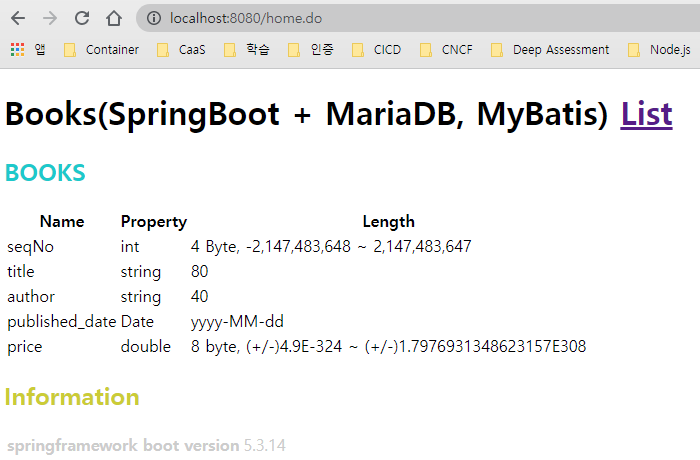 localhost:8080/home.do
앱 Container CaaS 학습 인증 CICD CNCF Deep Assessment Node.js
Books(SpringBoot + MariaDB, MyBatis) List
BOOKS
Name Property Length
seqNo int 4 Byte, -2,147,483,648 ~ 2,147,483,647
title string 80
author string 40
published_date Date yyyy-MM-dd
price double 8 byte, (+/-)4.9E-324 ~ (+/-)1.7976931348623157E308
Information
springframework boot version 5.3.14